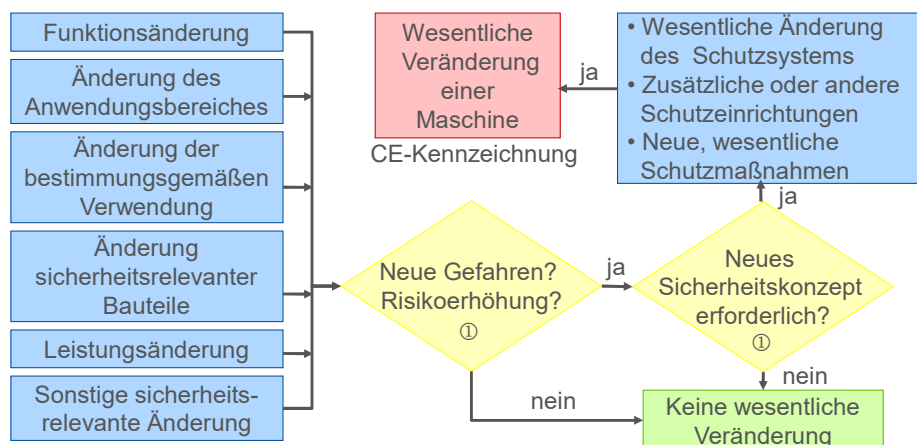 Funktionsänderung
Änderung des
Anwendungsbereiches
Änderung der
bestimmungsgemäßen
Verwendung
Änderung
sicherheitsrelevanter
Bauteile
Leistungsänderung
Sonstige sicherheits-
relevante Änderung
Wesentliche
Veränderung
einer
Maschine
CE-Kennzeichnung
ja
• Wesentliche Änderung
des Schutzsystems
• Zusätzliche oder andere
Schutzeinrichtungen
• Neue, wesentliche
Schutzmaßnahmen
ja
Neue Gefahren?
Risikoerhöhung?
①
ja
Neues
Sicherheitskonzept
erforderlich?
①
nein
nein
Keine wesentliche
Veränderung